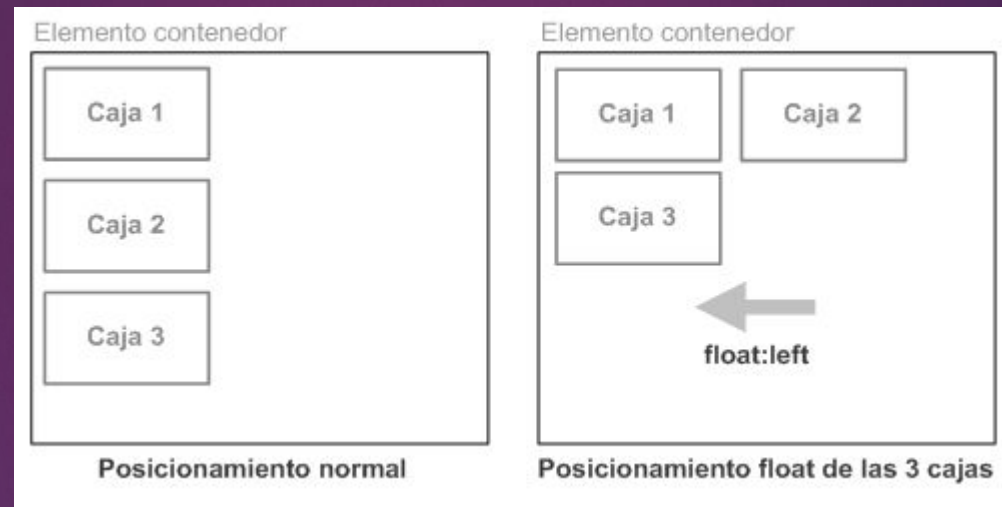 Elemento contenedor
Caja 1
Caja 2
Caja 3
Posicionamiento normal
Elemento contenedor
Caja 1 Caja 2
Caja 3
float:left
Posicionamiento float de las 3 cajas